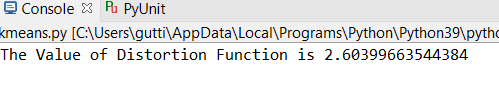 Console PyUnit
kmeans.py [C:\Users\gutti\AppData\Local\Programs\Python\Python39\pytho
The Value of Distortion Function is 2.60399663544384